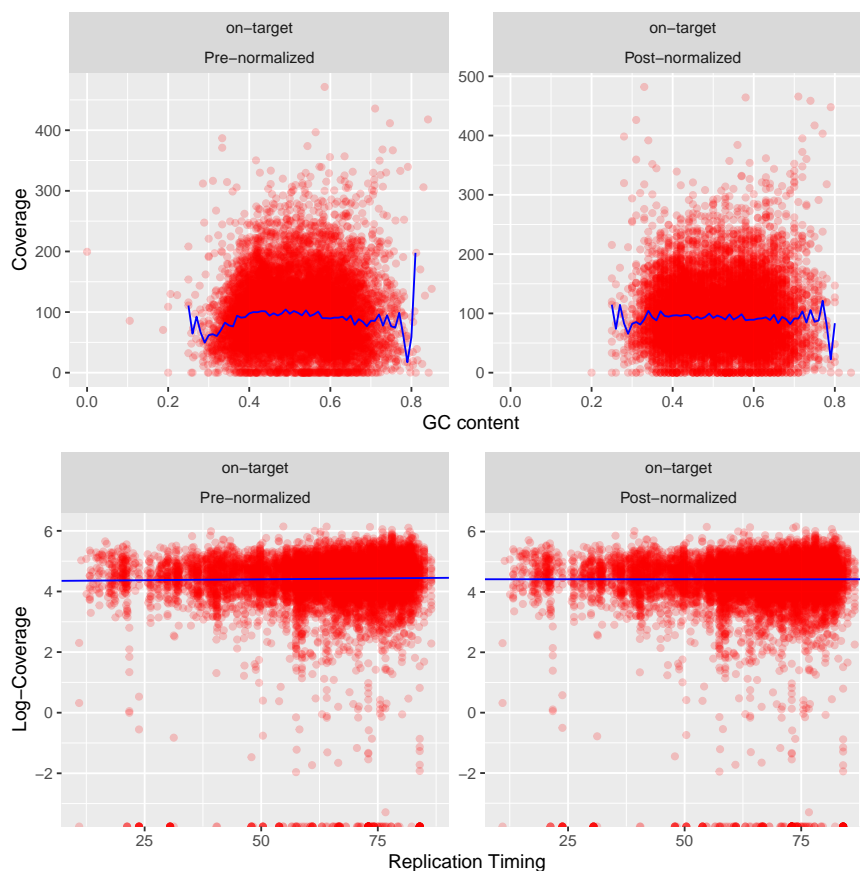 on−target
Pre−normalized
on−target
Post−normalized
Coverage
400
300
200
100
0
500
400
300
200
100
0
0.0 0.2 0.4 0.6 0.8
0.0 0.2 0.4 0.6 0.8
GC content
on−target
Pre−normalized
on−target
Post−normalized
Log−Coverage
6
4
2
0
−2
6
4
2
0
−2
25 50 75
25 50 75
Replication Timing